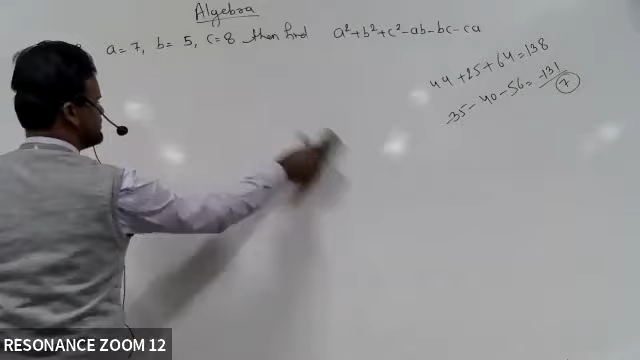 Algebra
a=7, b= 5, c=8 then find a²+b²+c²-ab-bc-ca
44+25+64=138
-35-40-56=-131
7
RESONANCE ZOOM 12